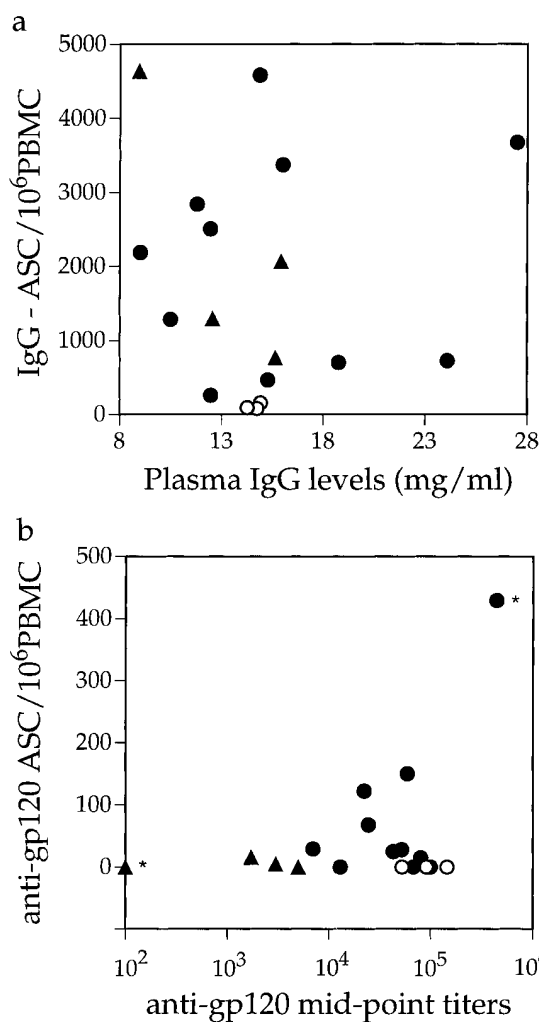 a
5000
4000
3000
2000
1000
0
IgG - ASC/10⁶PBMC
8 13 18 23 28
Plasma IgG levels (mg/ml)
b
500
400
300
200
100
0
anti-gp120 ASC/10⁶PBMC
*
*
10² 10³ 10⁴ 10⁵ 10⁶
anti-gp120 mid-point titers